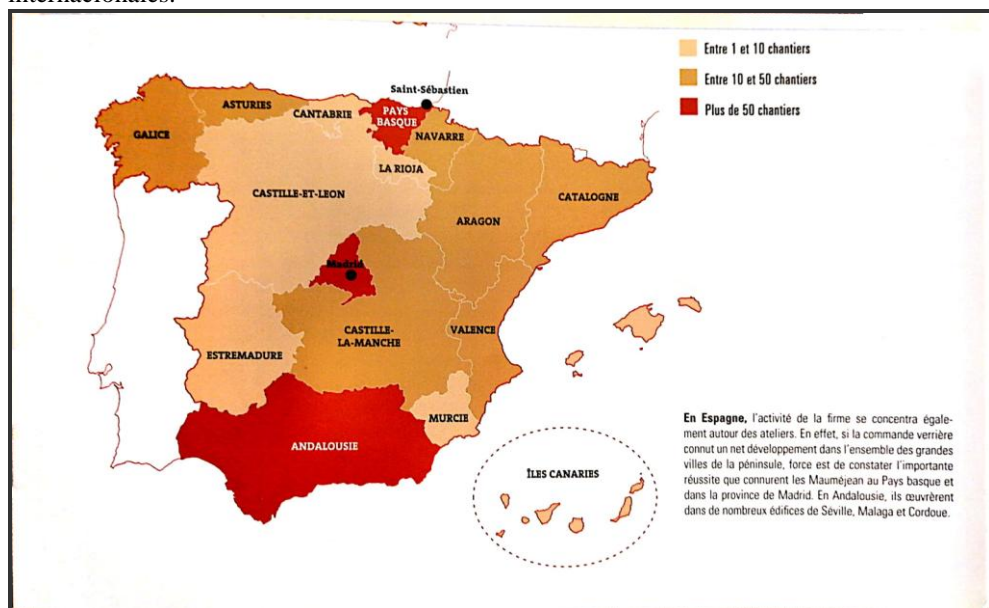 internacionales.
Entre 1 et 10 chantiers
Entre 10 et 50 chantiers
Plus de 50 chantiers
Saint-Sébastien
ASTURIES
CANTABRIE
PAYS
BASQUE
GALICE
NAVARRE
LA RIOJA
CASTILLE-ET-LEON
CATALOGNE
ARAGON
Madrid
CASTILLE-
LA-MANCHE
VALENCE
ESTREMADURE
MURCIE
ANDALOUSIE
ÎLES CANARIES
En Espagne, l'activité de la firme se concentra égale-
ment autour des ateliers. En effet, si la commande verrière
connut un net développement dans l'ensemble des grandes
villes de la péninsule, force est de constater l'importante
réussite que connurent les Mauméjean au Pays basque et
dans la province de Madrid. En Andalousie, ils œuvrèrent
dans de nombreux édifices de Séville, Malaga et Cordoue.